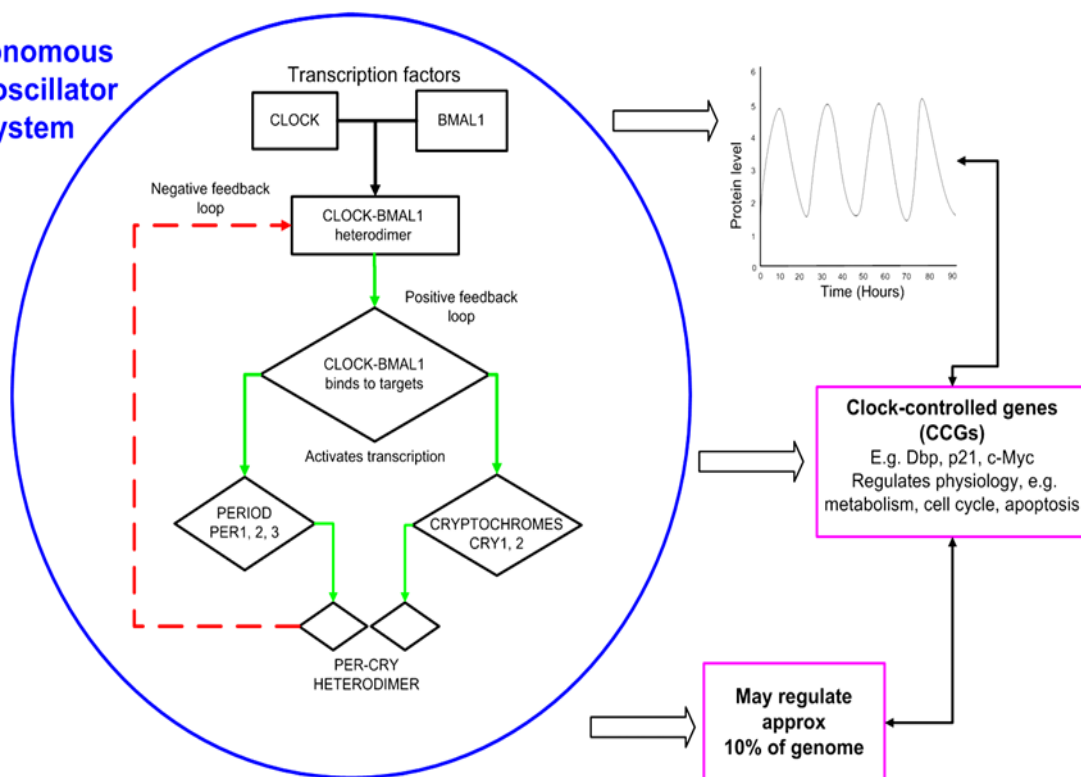 oscillator
Transcription factors
CLOCK
BMAL1
Negative feedback
loop
CLOCK-BMAL1
heterodimer
Positive feedback
loop
CLOCK-BMAL1
binds to targets
Activates transcription
PERIOD
PER1, 2, 3
CRYPTOCHROMES
CRY1, 2
PER-CRY
HETERODIMER
Protein level
6
5
4
3
2
1
0
0 10 20 30 40 50 60 70 80 90
Time (Hours)
Clock-controlled genes
(CCGs)
E.g. Dbp, p21, c-Myc
Regulates physiology, e.g.
metabolism, cell cycle, apoptosis
May regulate
approx
10% of genome